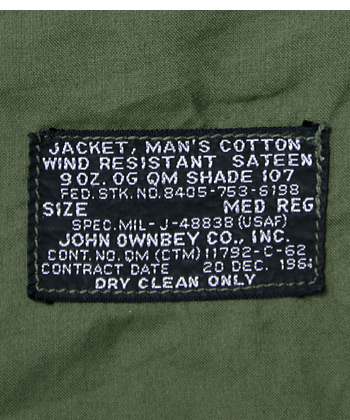 JACKET, MAN'S COTTON
WIND RESISTANT SATEEN
9 OZ. OG QM SHADE 107
FED. STK. NO. 8405-753-6198
SIZE MED REG
SPEC. MIL-J-48838 (USAF)
JOHN OWNBEY CO., INC.
CONT. NO. QM (CTM) 11792-C-62
CONTRACT DATE 20 DEC. 1961
DRY CLEAN ONLY